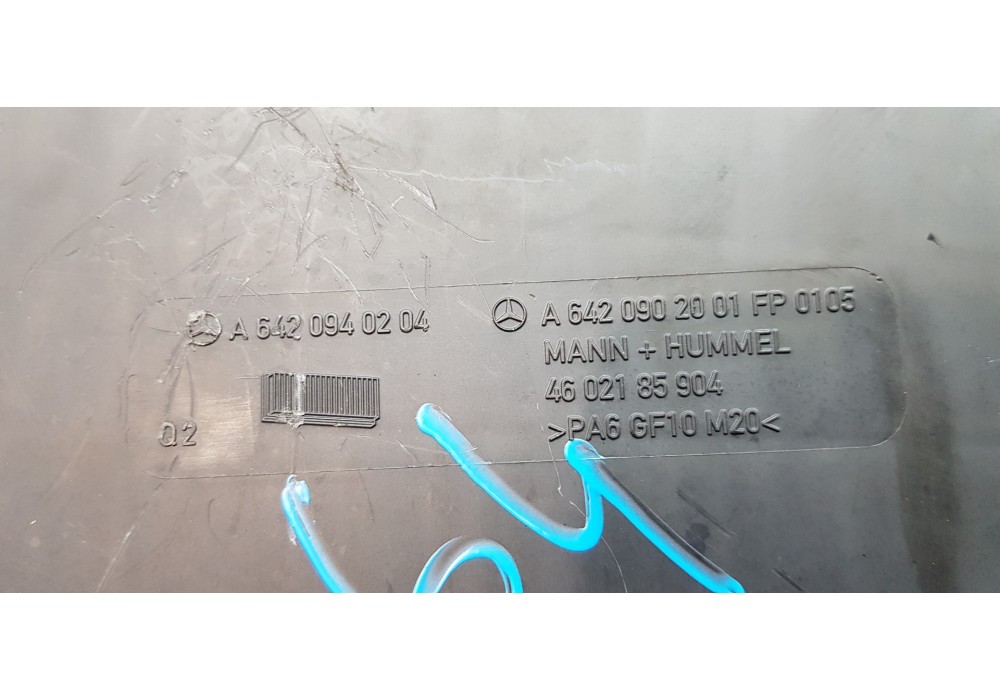 A 642 094 02 04
Q2
A 642 090 20 01 FP 0105
MANN + HUMMEL
46 021 85 904
>PA6 GF10 M20<